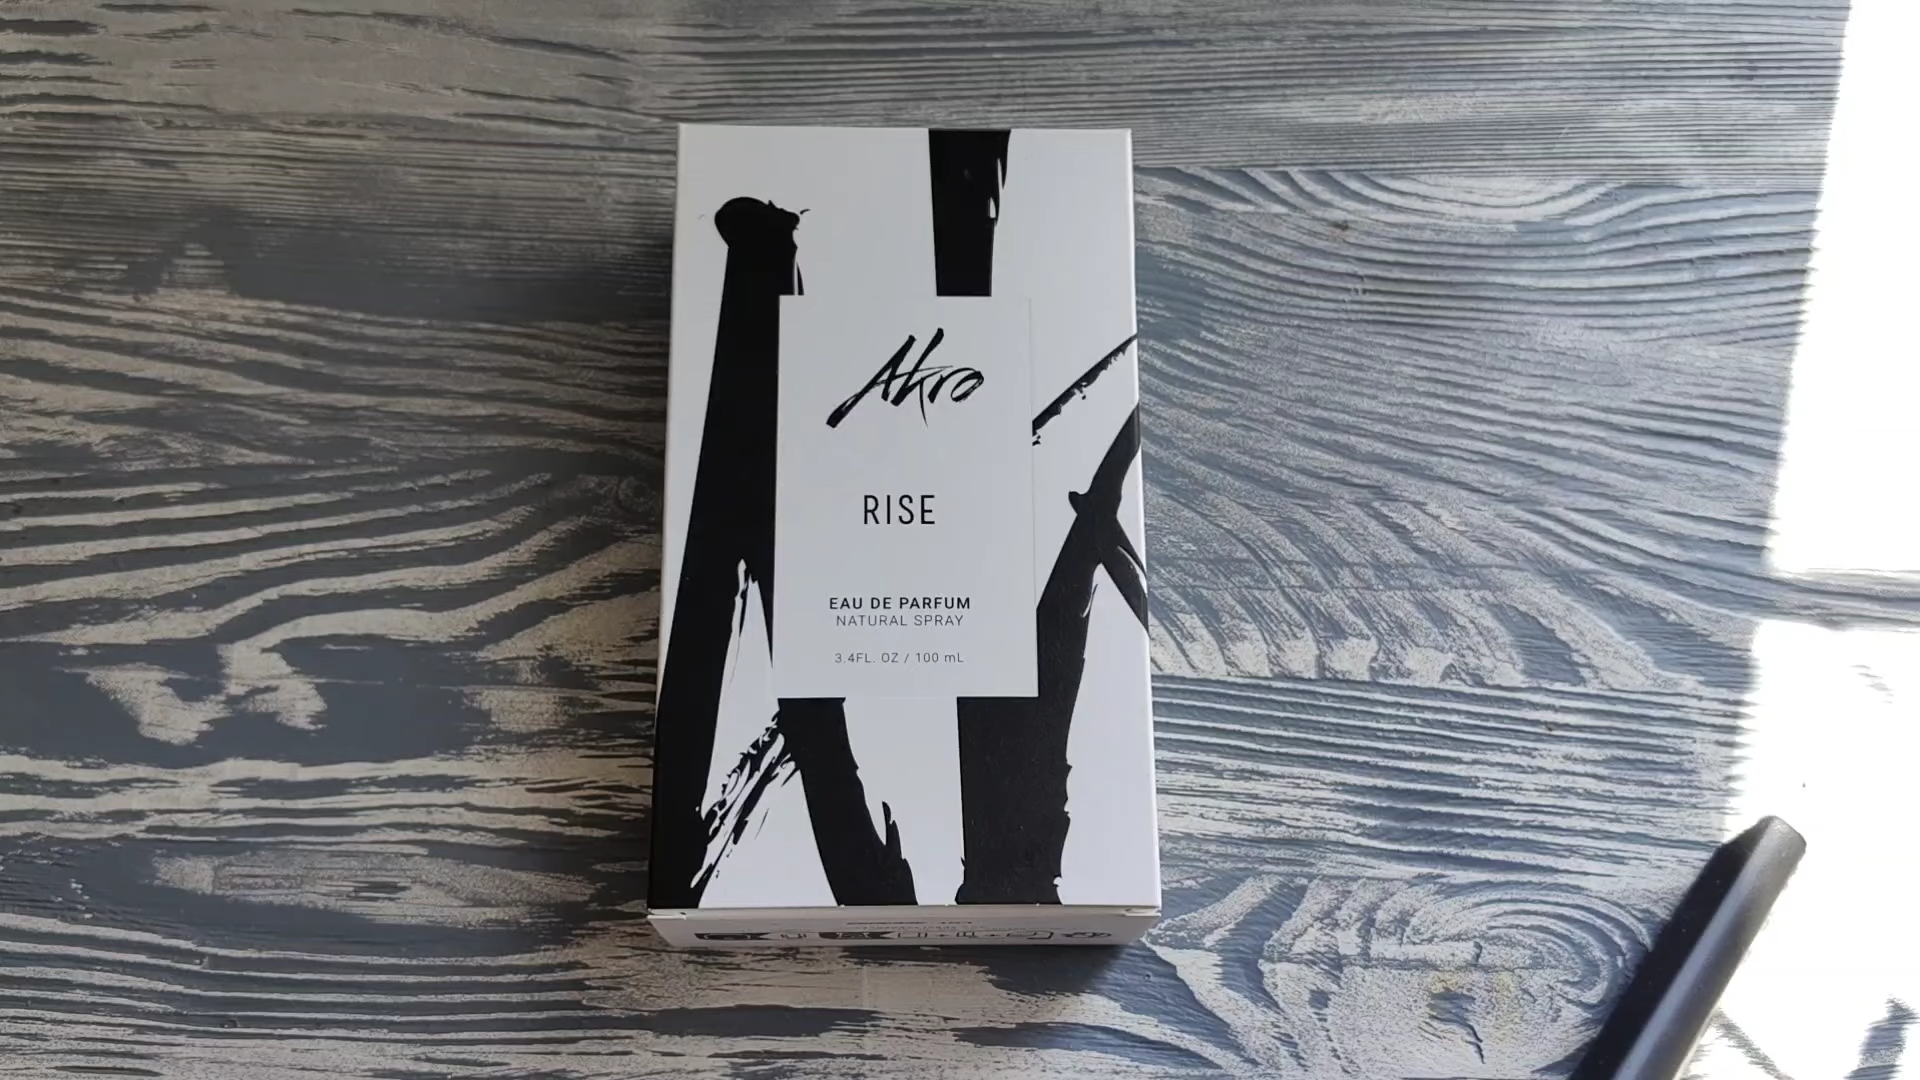 Akro
RISE
EAU DE PARFUM
NATURAL SPRAY
3.4FL. OZ / 100 mL